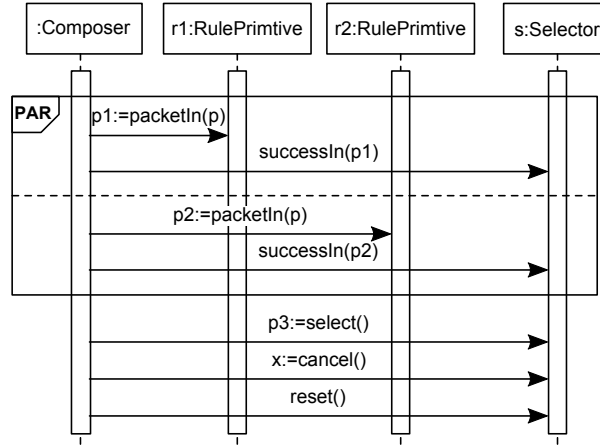 :Composer
r1:RulePrimtive
r2:RulePrimtive
s:Selector
PAR
p1:=packetIn(p)
successIn(p1)
p2:=packetIn(p)
successIn(p2)
p3:=select()
x:=cancel()
reset()